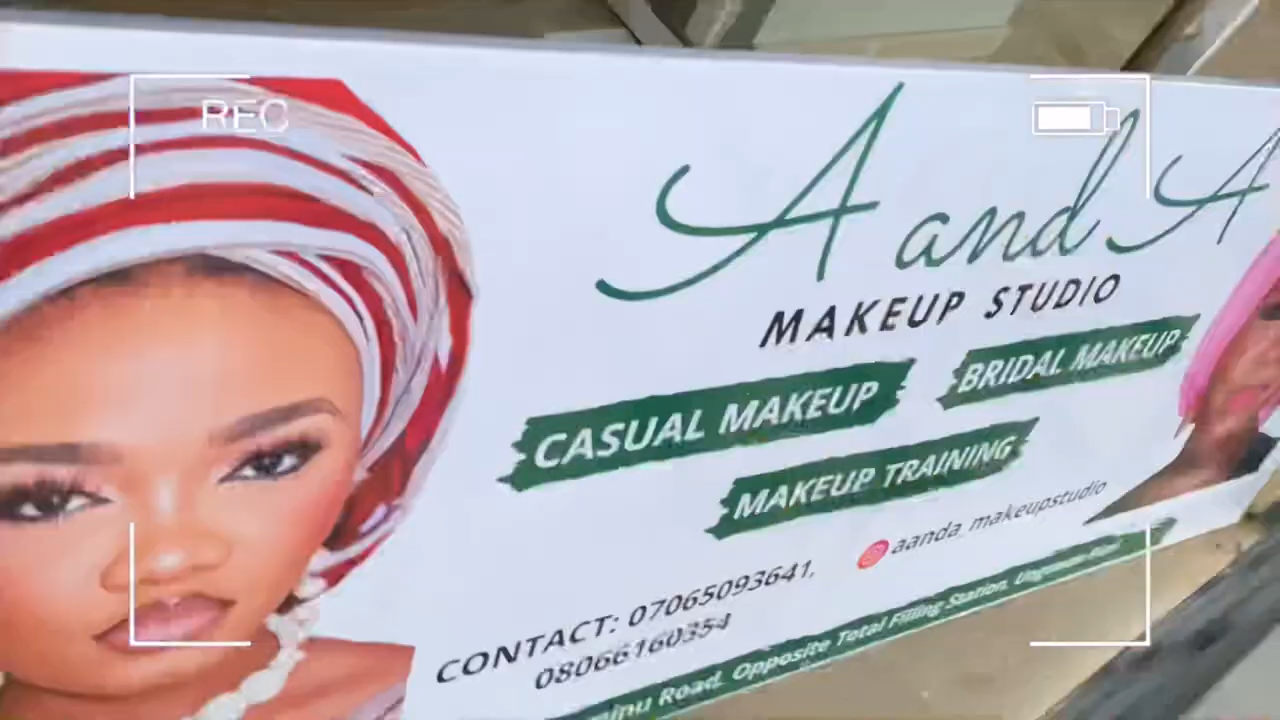 REC
A and A
MAKEUP STUDIO
CASUAL MAKEUP
BRIDAL MAKEUP
MAKEUP TRAINING
aanda_makeupstudio
CONTACT: 07065093641,
08066160354
Road, Opposite Total Filling Station,